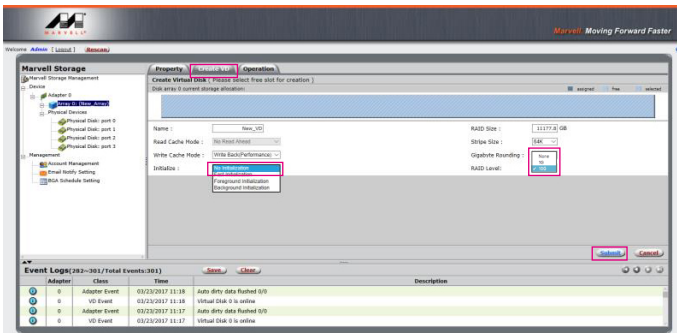 MARVELL
Marvell. Moving Forward Faster
Welcome Admin [ Logout ] Rescan
Marvell Storage
Property Create VD Operation
Marvell Storage Management
Device
Adapter 0
Array 0: [New_Array]
Physical Devices
Physical Disk: port 0
Physical Disk: port 1
Physical Disk: port 2
Physical Disk: port 3
Management
Account Management
Email Notify Setting
BGA Schedule Setting
Create Virtual Disk [ Please select free slot for creation ]
Disk array 0 current storage allocation:
assigned free selected
Name : New_VD
RAID Size : 11177.8 GB
Read Cache Mode : No Read Ahead
Stripe Size : 64K
Write Cache Mode : Write Back(Performance)
Gigabyte Rounding :
None
1G
10G
Initialize : No Initialization
Fast Initialization
Foreground Initialization
Background Initialization
RAID Level:
Submit Cancel
Event Logs(282~301/Total Events:301) Save Clear
Adapter Class Time Description
0 Adapter Event 03/23/2017 11:18 Auto dirty data flushed 0/0
0 VD Event 03/23/2017 11:18 Virtual Disk 0 is online
0 Adapter Event 03/23/2017 11:17 Auto dirty data flushed 0/0
0 VD Event 03/23/2017 11:17 Virtual Disk 0 is online